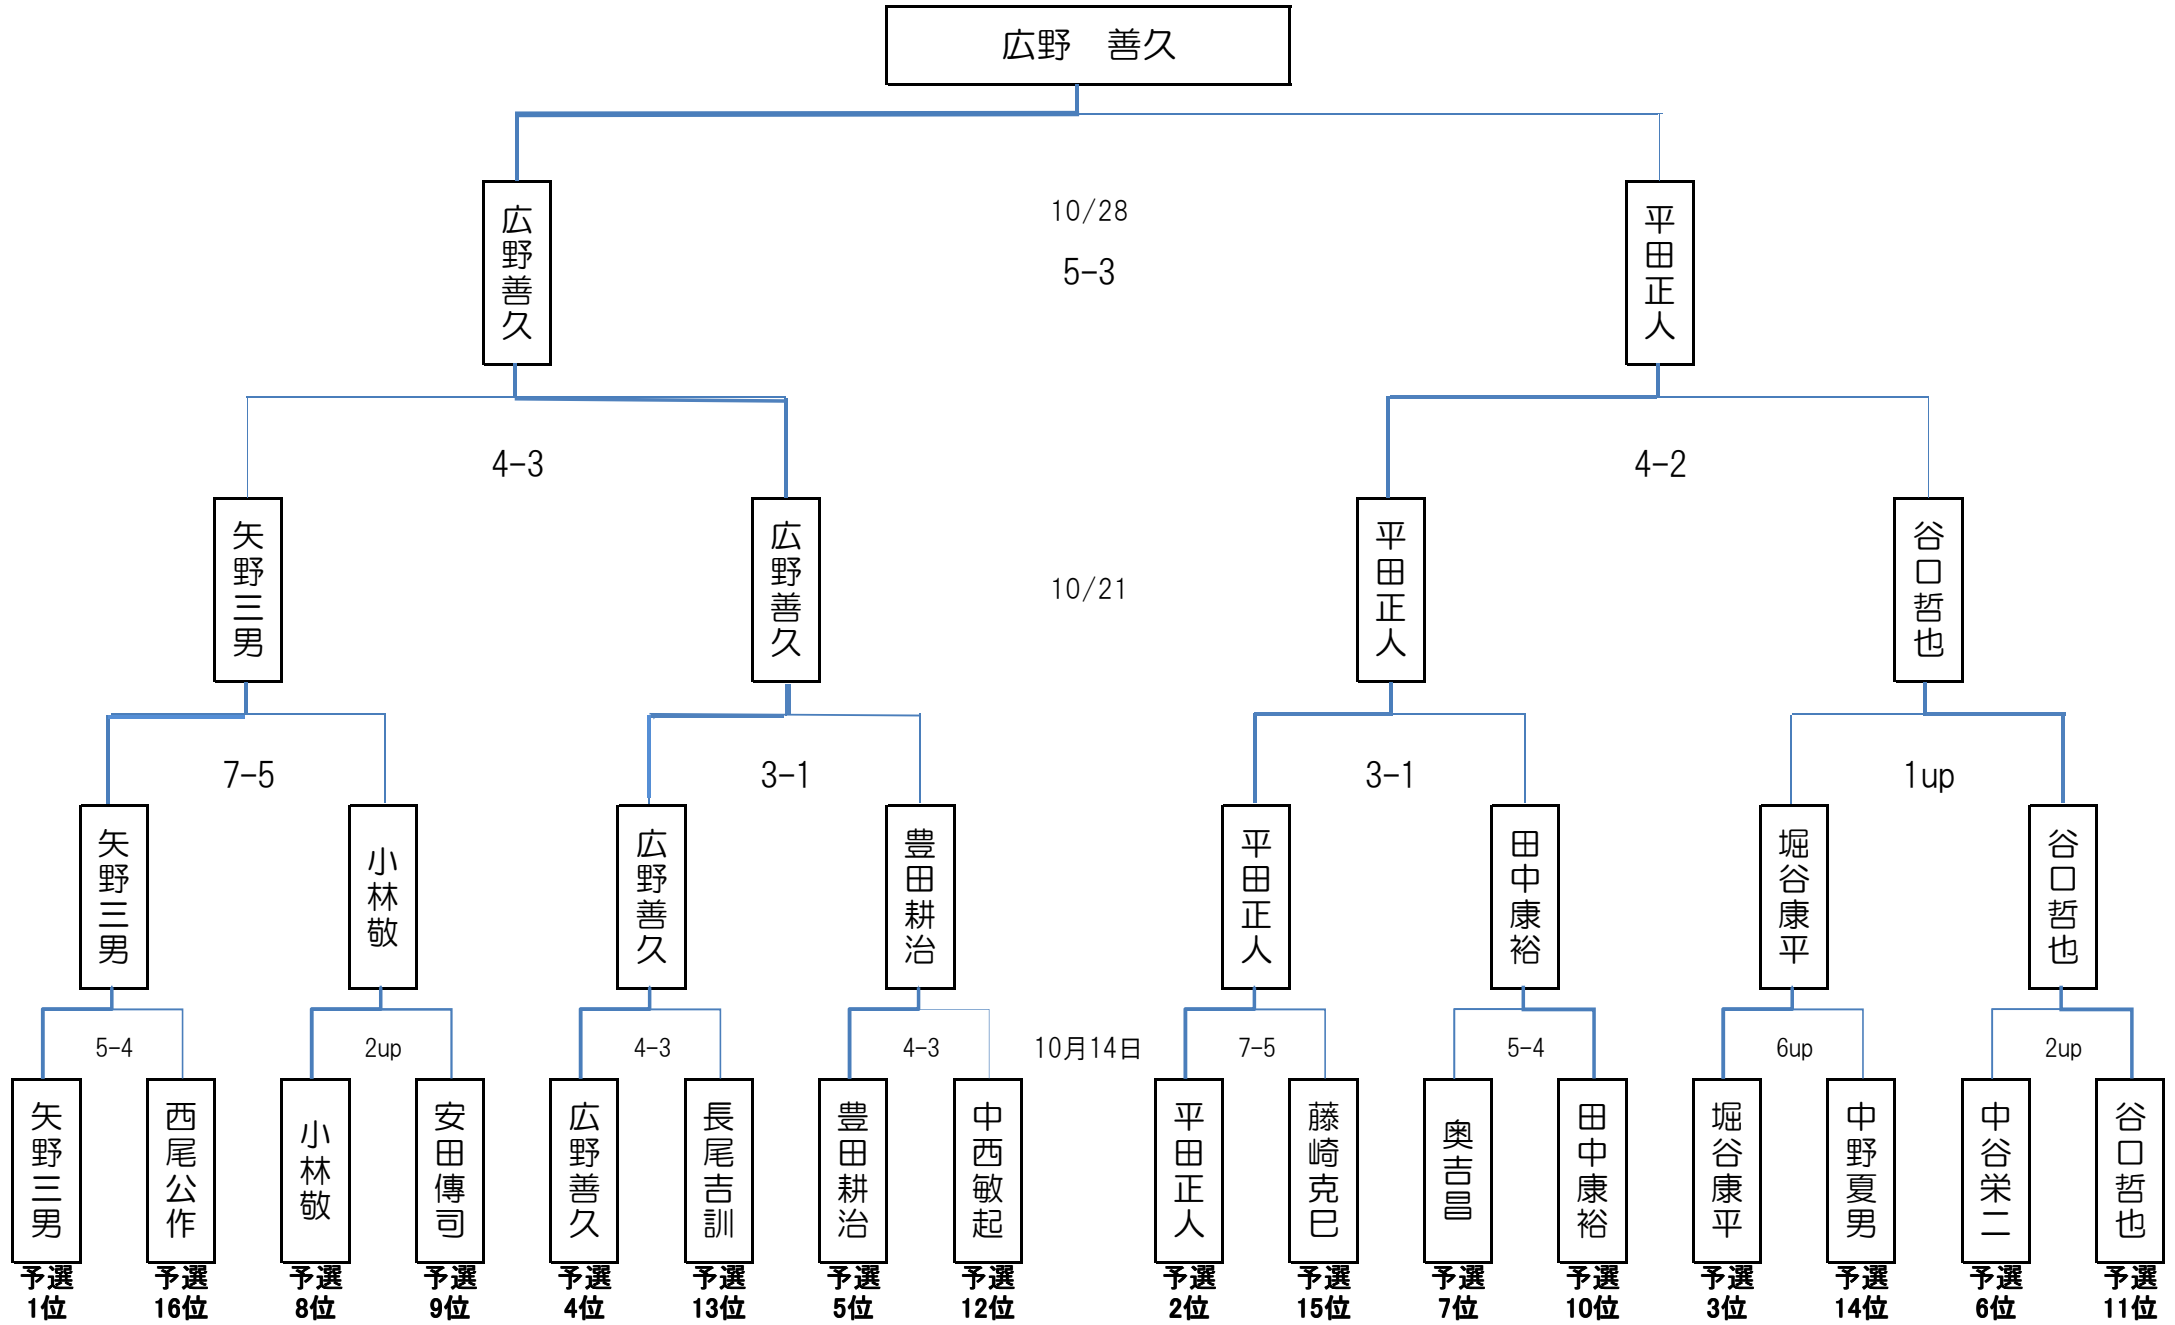 広野　善久
10/28
5-3
広野善久
平田正人
4-3
4-2
矢野三男
広野善久
10/21
平田正人
谷口哲也
7-5
3-1
3-1
1up
矢野三男
小林敬
広野善久
豊田耕治
平田正人
田中康裕
堀谷康平
谷口哲也
5-4
2up
4-3
4-3
10月14日
7-5
5-4
6up
2up
矢野三男
西尾公作
小林敬
安田傳司
広野善久
長尾吉訓
豊田耕治
中西敏起
平田正人
藤崎克巳
奥吉昌
田中康裕
堀谷康平
中野夏男
中谷栄二
谷口哲也
予選
1位
予選
16位
予選
8位
予選
9位
予選
4位
予選
13位
予選
5位
予選
12位
予選
2位
予選
15位
予選
7位
予選
10位
予選
3位
予選
14位
予選
6位
予選
11位